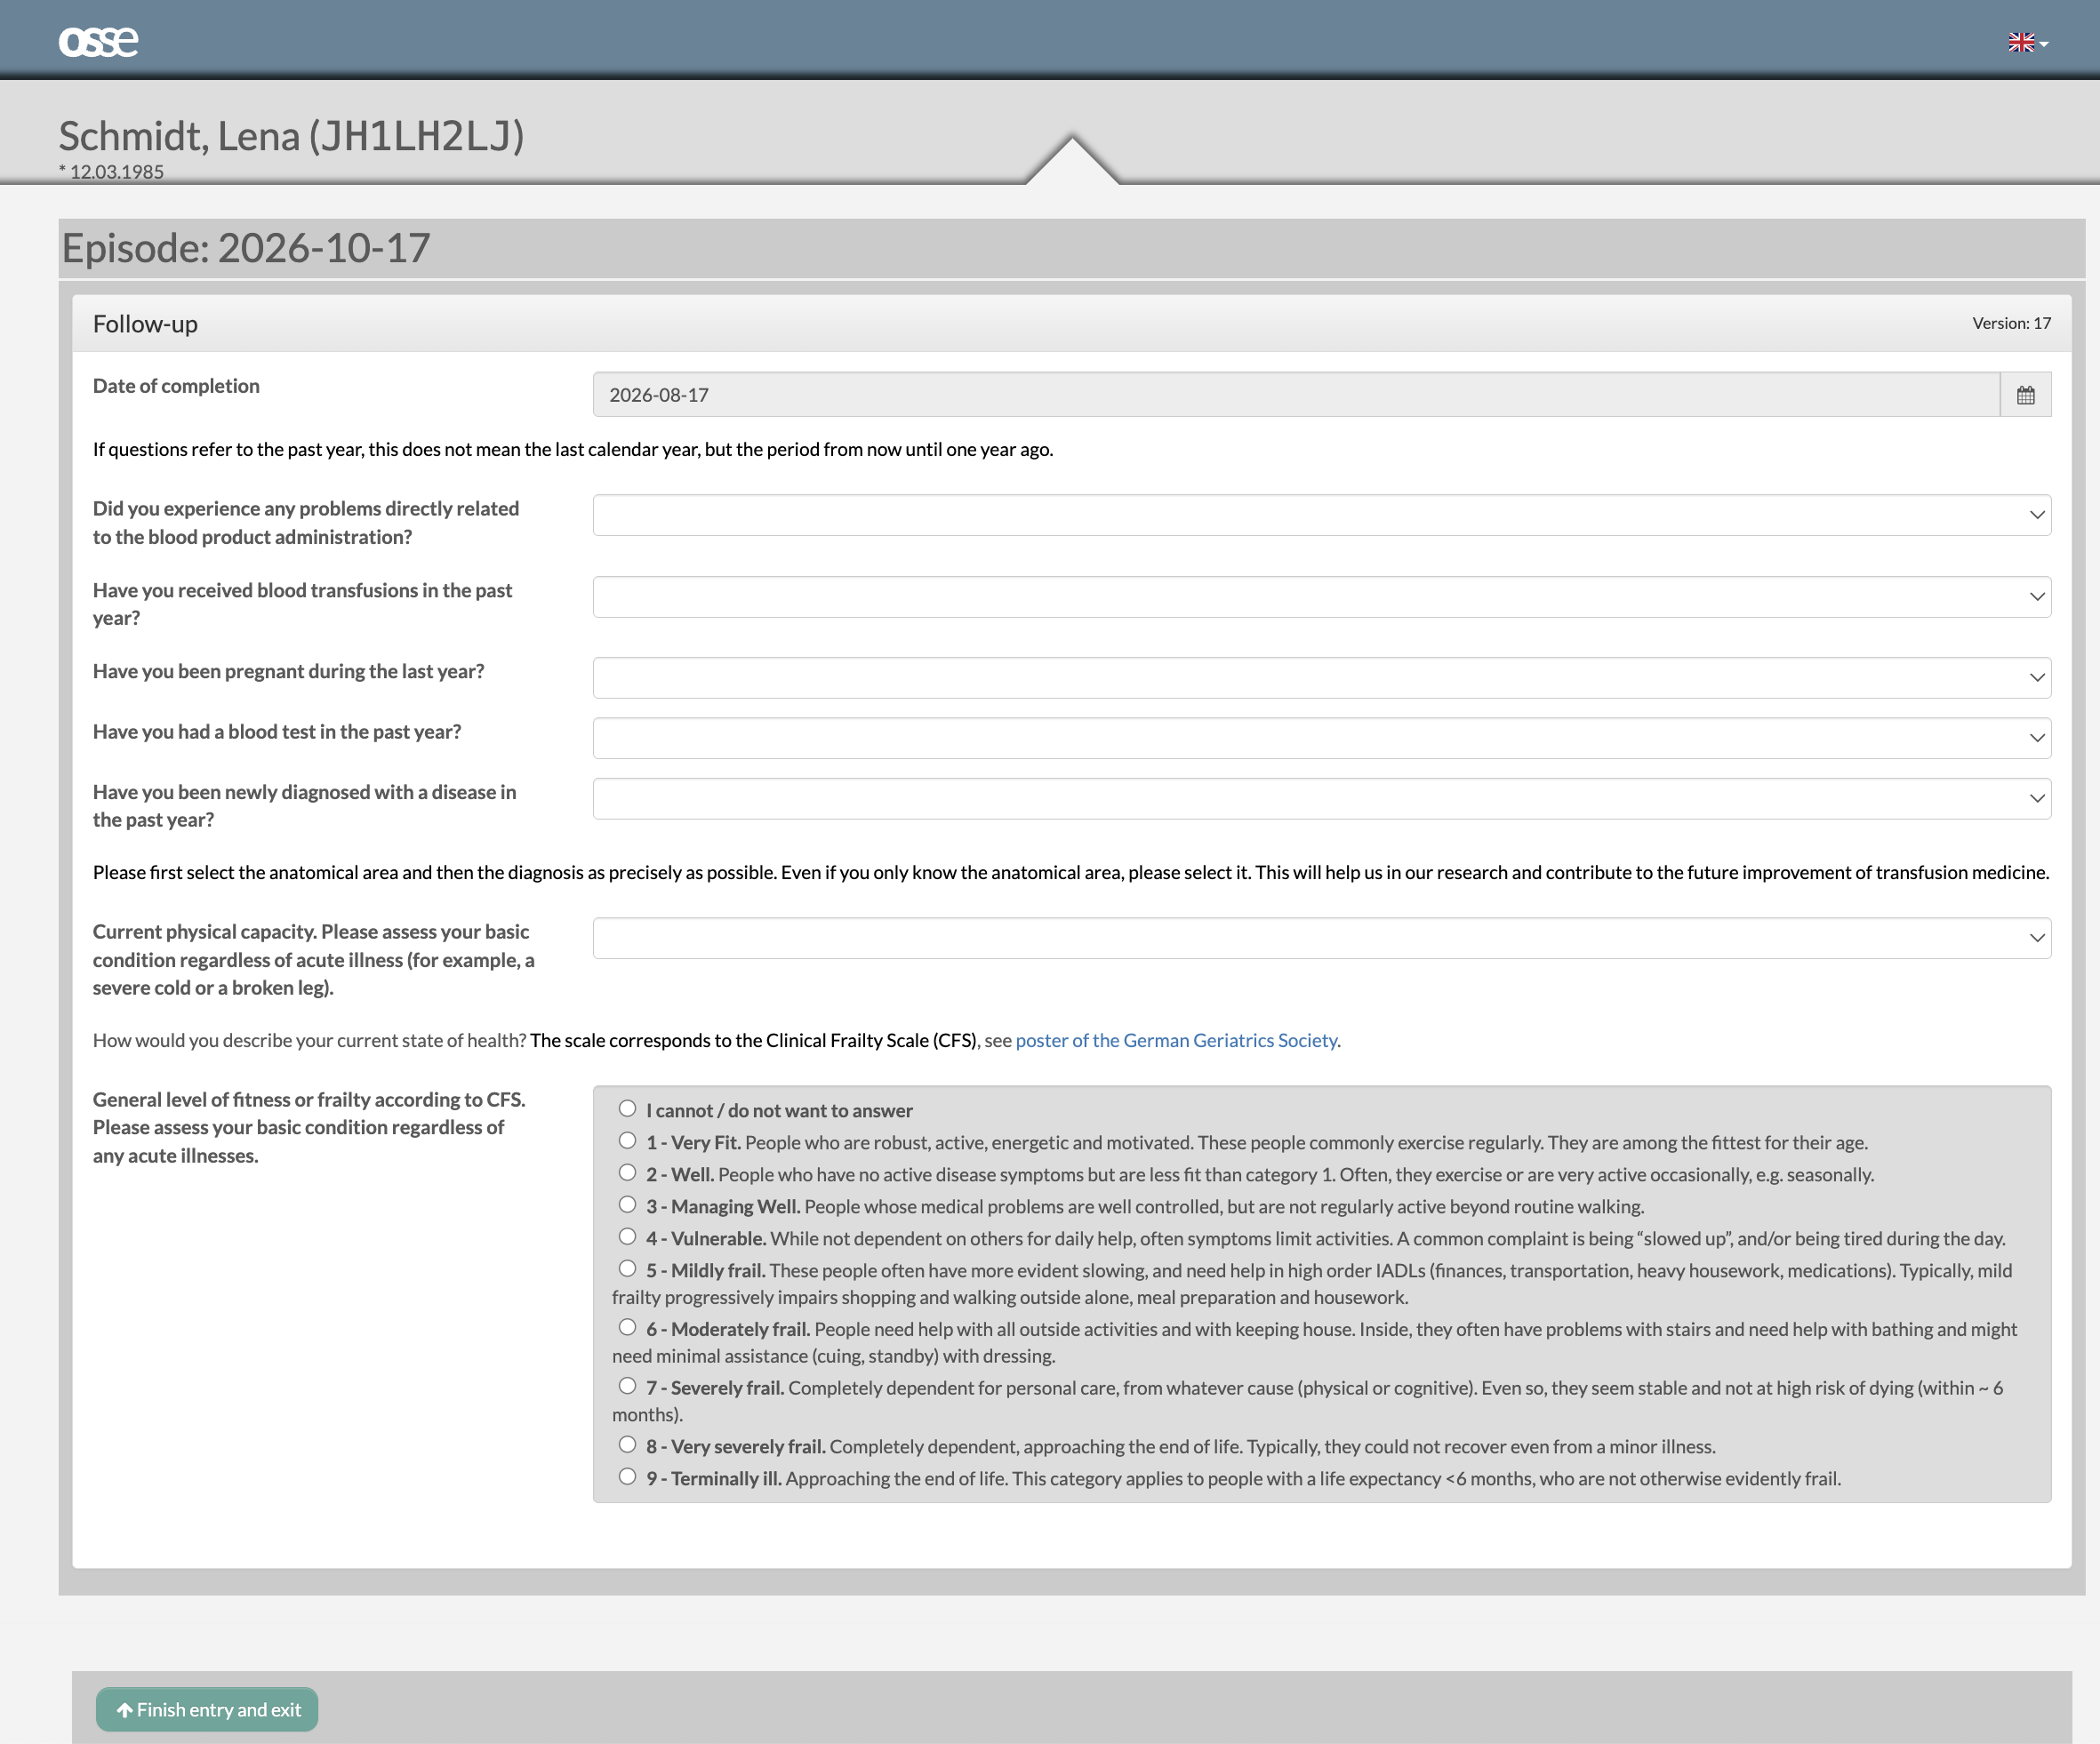 osse
Schmidt, Lena (JH1LH2LJ)
* 12.03.1985
Episode: 2026-10-17
Follow-up
Version: 17
Date of completion
2026-08-17
If questions refer to the past year, this does not mean the last calendar year, but the period from now until one year ago.
Did you experience any problems directly related
to the blood product administration?
Have you received blood transfusions in the past
year?
Have you been pregnant during the last year?
Have you had a blood test in the past year?
Have you been newly diagnosed with a disease in
the past year?
Please first select the anatomical area and then the diagnosis as precisely as possible. Even if you only know the anatomical area, please select it. This will help us in our research and contribute to the future improvement of transfusion medicine.
Current physical capacity. Please assess your basic
condition regardless of acute illness (for example, a
severe cold or a broken leg).
How would you describe your current state of health? The scale corresponds to the Clinical Frailty Scale (CFS), see poster of the German Geriatrics Society.
General level of fitness or frailty according to CFS.
Please assess your basic condition regardless of
any acute illnesses.
I cannot / do not want to answer
1 - Very Fit. People who are robust, active, energetic and motivated. These people commonly exercise regularly. They are among the fittest for their age.
2 - Well. People who have no active disease symptoms but are less fit than category 1. Often, they exercise or are very active occasionally, e.g. seasonally.
3 - Managing Well. People whose medical problems are well controlled, but are not regularly active beyond routine walking.
4 - Vulnerable. While not dependent on others for daily help, often symptoms limit activities. A common complaint is being “slowed up”, and/or being tired during the day.
5 - Mildly frail. These people often have more evident slowing, and need help in high order IADLs (finances, transportation, heavy housework, medications). Typically, mild
frailty progressively impairs shopping and walking outside alone, meal preparation and housework.
6 - Moderately frail. People need help with all outside activities and with keeping house. Inside, they often have problems with stairs and need help with bathing and might
need minimal assistance (cuing, standby) with dressing.
7 - Severely frail. Completely dependent for personal care, from whatever cause (physical or cognitive). Even so, they seem stable and not at high risk of dying (within ~ 6
months).
8 - Very severely frail. Completely dependent, approaching the end of life. Typically, they could not recover even from a minor illness.
9 - Terminally ill. Approaching the end of life. This category applies to people with a life expectancy <6 months, who are not otherwise evidently frail.
Finish entry and exit